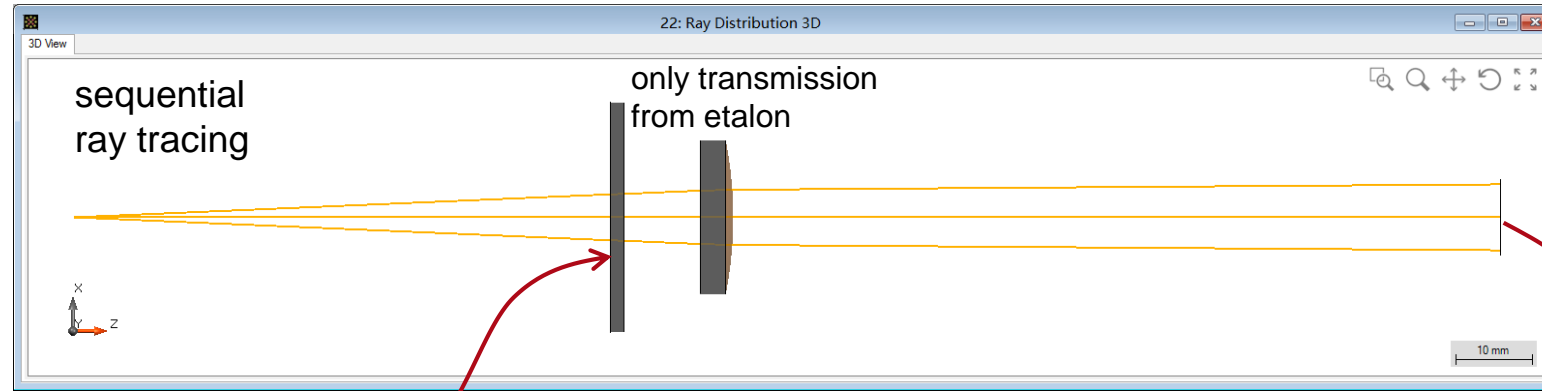 22: Ray Distribution 3D
3D View
sequential
ray tracing
only transmission
from etalon
X
Y
Z
10 mm